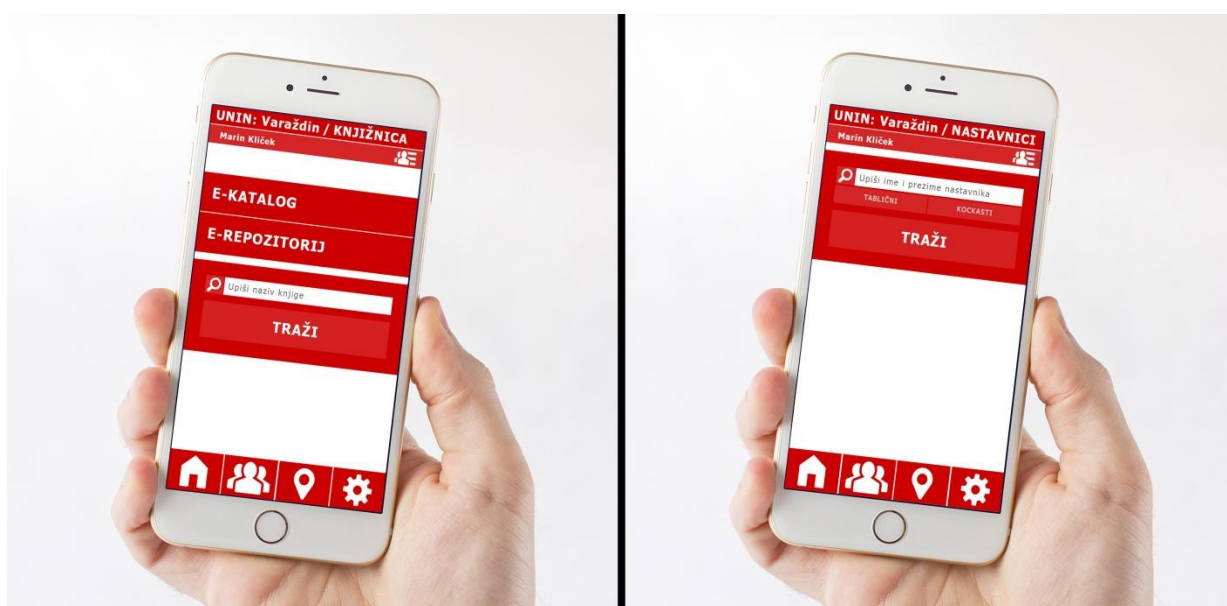 UNIN: Varaždin / KNJIŽNICA
Marin Kliček
E-KATALOG
E-REPOZITORIJ
Upiši naziv knjige
TRAŽI
UNIN: Varaždin / NASTAVNICI
Marin Kliček
Upiši ime i prezime nastavnika
TABLIČNI KOCKASTI
TRAŽI